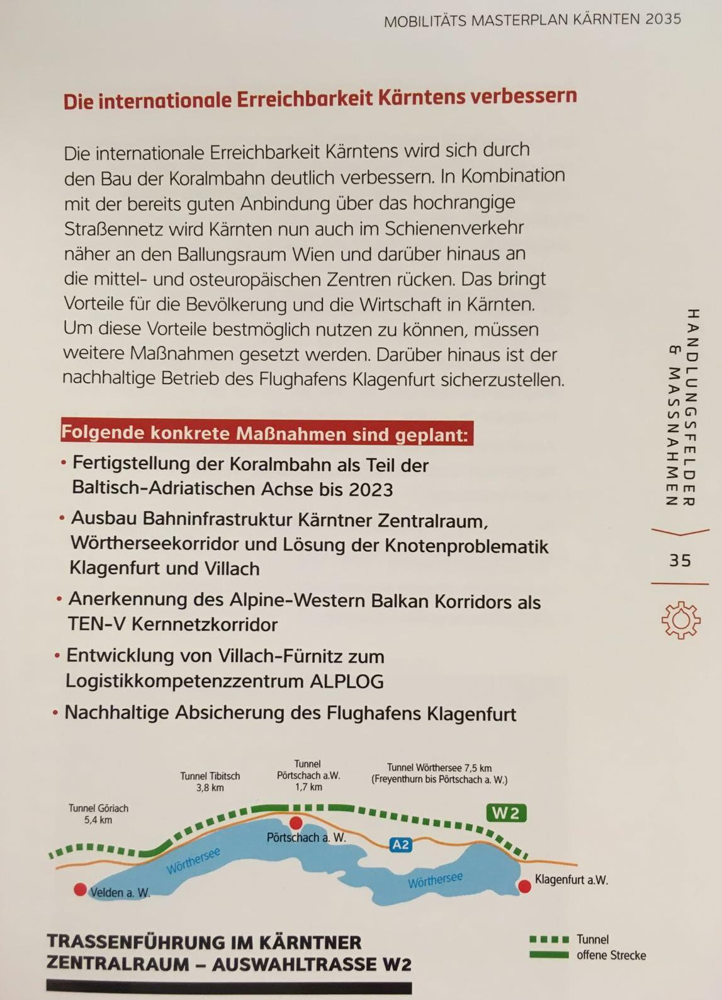 MOBILITÄTS MASTERPLAN KÄRNTEN 2035
Die internationale Erreichbarkeit Kärntens verbessern
Die internationale Erreichbarkeit Kärntens wird sich durch
den Bau der Koralmbahn deutlich verbessern. In Kombination
mit der bereits guten Anbindung über das hochrangige
Straßennetz wird Kärnten nun auch im Schienenverkehr
näher an den Ballungsraum Wien und darüber hinaus an
die mittel- und osteuropäischen Zentren rücken. Das bringt
Vorteile für die Bevölkerung und die Wirtschaft in Kärnten.
Um diese Vorteile bestmöglich nutzen zu können, müssen
weitere Maßnahmen gesetzt werden. Darüber hinaus ist der
nachhaltige Betrieb des Flughafens Klagenfurt sicherzustellen.
Folgende konkrete Maßnahmen sind geplant:
• Fertigstellung der Koralmbahn als Teil der
Baltisch-Adriatischen Achse bis 2023
• Ausbau Bahninfrastruktur Kärntner Zentralraum,
Wörtherseekorridor und Lösung der Knotenproblematik
Klagenfurt und Villach
• Anerkennung des Alpine-Western Balkan Korridors als
TEN-V Kernnetzkorridor
• Entwicklung von Villach-Fürnitz zum
Logistikkompetenzzentrum ALPLOG
• Nachhaltige Absicherung des Flughafens Klagenfurt
HANDLUNGSFELDER
& MASSNAHMEN
35
Tunnel Göriach
5,4 km
Tunnel Tibitsch
3,8 km
Tunnel
Pörtschach a.W.
1,7 km
Tunnel Wörthersee 7,5 km
(Freyenthurn bis Pörtschach a. W.)
W2
Pörtschach a. W.
A2
Wörthersee
Wörthersee
Velden a. W.
Klagenfurt a.W.
TRASSENFÜHRUNG IM KÄRNTNER
ZENTRALRAUM – AUSWAHLTRASSE W2
Tunnel
offene Strecke